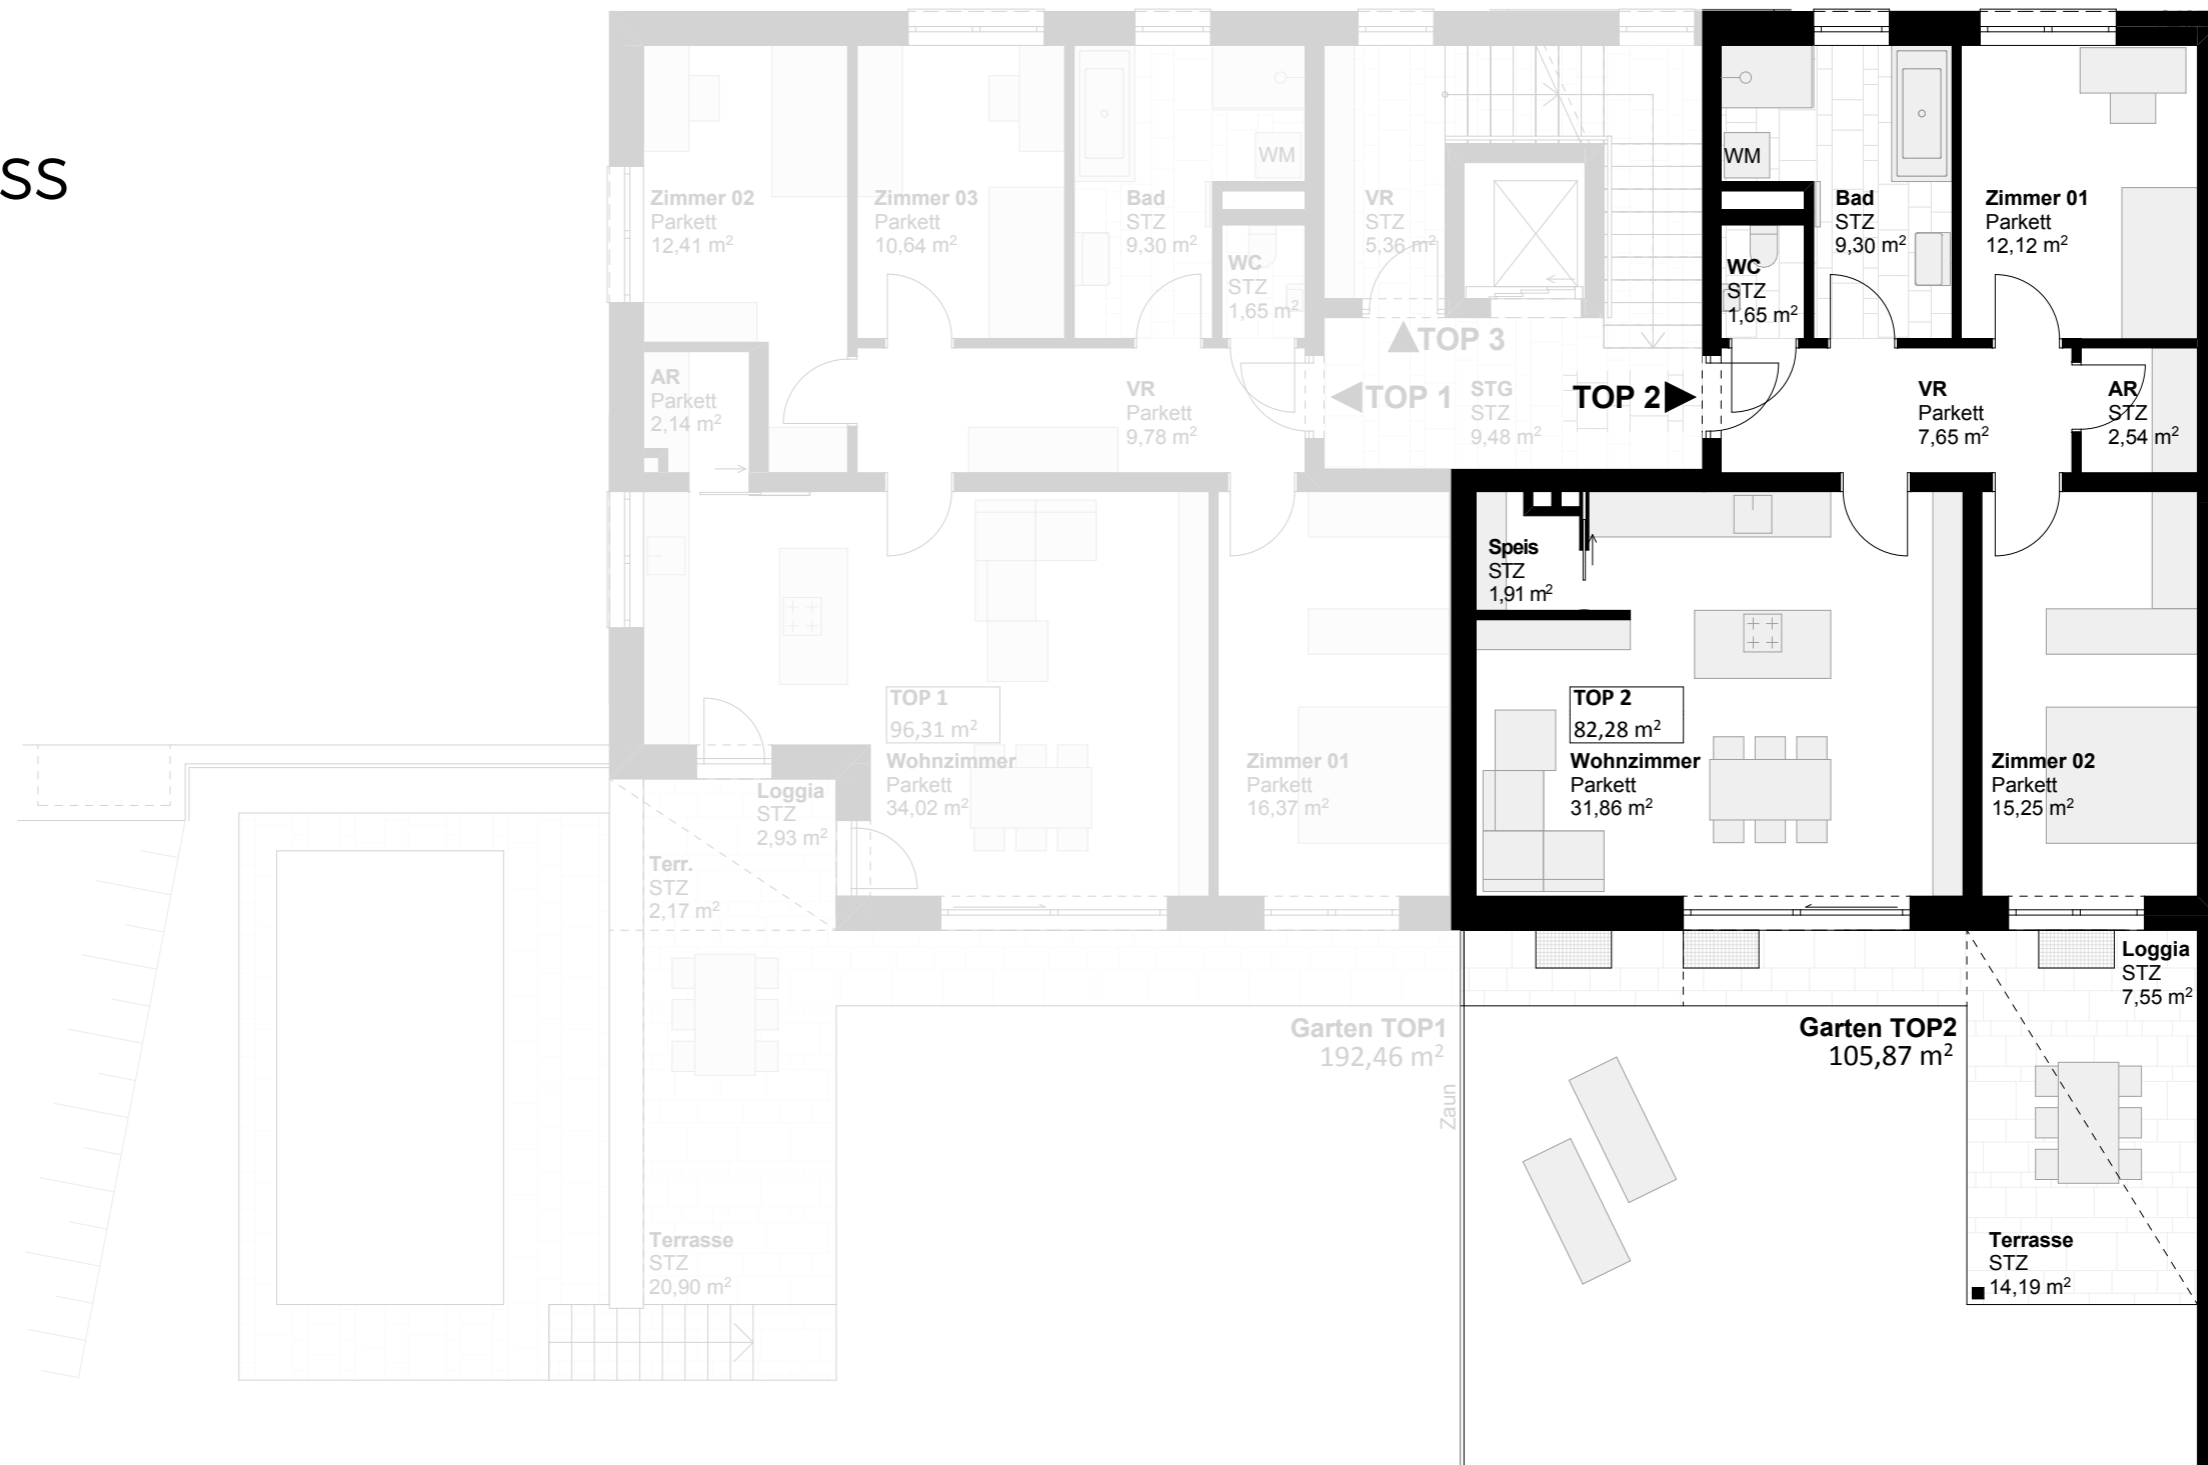 ss
Zimmer 02
Parkett
12,41 m²
Zimmer 03
Parkett
10,64 m²
Bad
STZ
9,30 m²
WM
WC
STZ
1,65 m²
VR
STZ
5,36 m²
WM
Bad
STZ
9,30 m²
Zimmer 01
Parkett
12,12 m²
WC
STZ
1,65 m²
TOP 3
AR
Parkett
2,14 m²
VR
Parkett
9,78 m²
TOP 1
STG
STZ
9,48 m²
TOP 2
VR
Parkett
7,65 m²
AR
STZ
2,54 m²
Speis
STZ
1,91 m²
TOP 1
96,31 m²
Wohnzimmer
Parkett
34,02 m²
Zimmer 01
Parkett
16,37 m²
TOP 2
82,28 m²
Wohnzimmer
Parkett
31,86 m²
Zimmer 02
Parkett
15,25 m²
Loggia
STZ
2,93 m²
Terr.
STZ
2,17 m²
Loggia
STZ
7,55 m²
Garten TOP1
192,46 m²
Zaun
Garten TOP2
105,87 m²
Terrasse
STZ
20,90 m²
Terrasse
STZ
14,19 m²